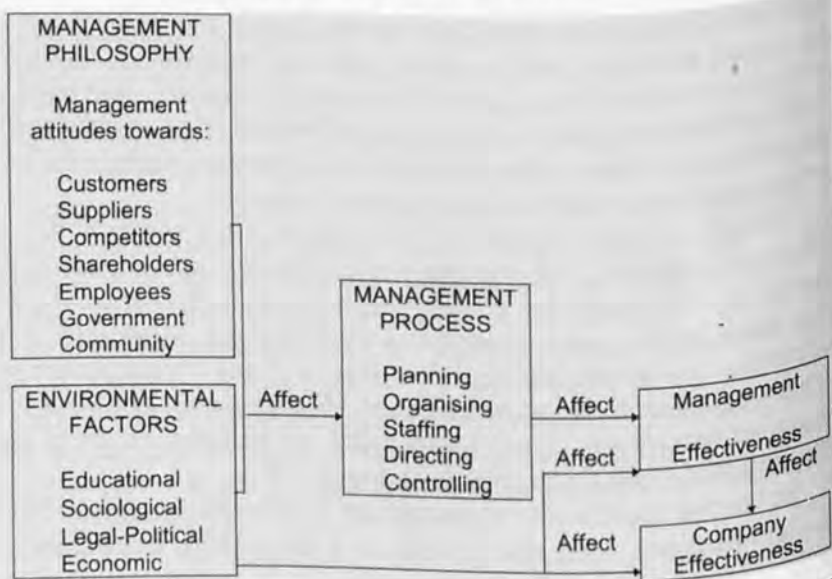 MANAGEMENT
PHILOSOPHY
Management
attitudes towards:
Customers
Suppliers
Competitors
Shareholders
Employees
Government
Community
ENVIRONMENTAL
FACTORS
Educational
Sociological
Legal-Political
Economic
Affect
MANAGEMENT
PROCESS
Planning
Organising
Staffing
Directing
Controlling
Affect
Affect
Affect
Management
Effectiveness
Affect
Company
Effectiveness